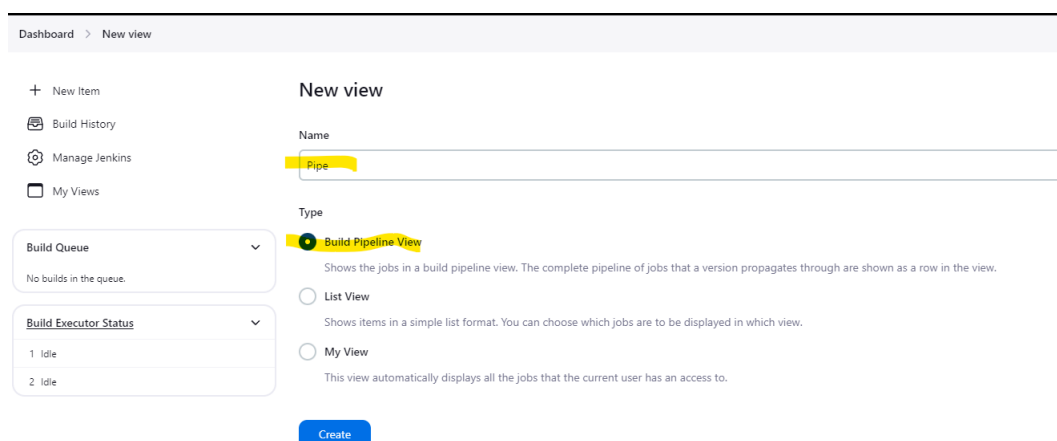 Dashboard > New view
New Item
Build History
Manage Jenkins
My Views
Build Queue
No builds in the queue.
Build Executor Status
1 Idle
2 Idle
New view
Name
Pipe
Type
Build Pipeline View
Shows the jobs in a build pipeline view. The complete pipeline of jobs that a version propagates through are shown as a row in the view.
List View
Shows items in a simple list format. You can choose which jobs are to be displayed in which view.
My View
This view automatically displays all the jobs that the current user has an access to.
Create